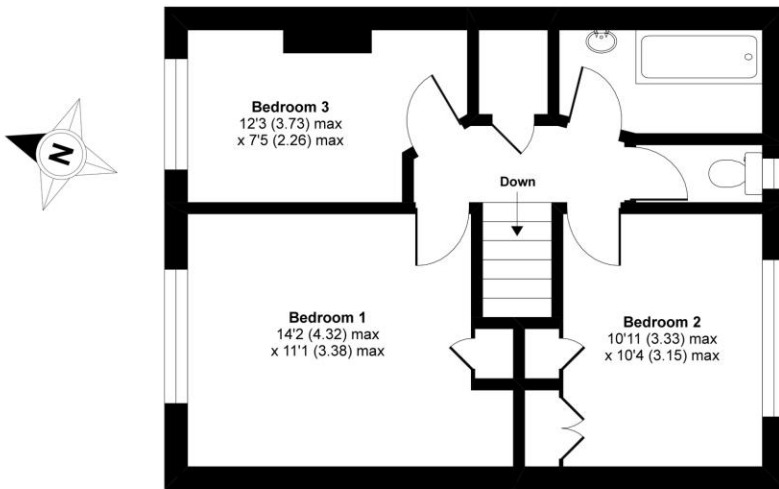 Bedroom 3
12'3 (3.73) max
x 7'5 (2.26) max
N
Down
Bedroom 1
14'2 (4.32) max
x 11'1 (3.38) max
Bedroom 2
10'11 (3.33) max
x 10'4 (3.15) max